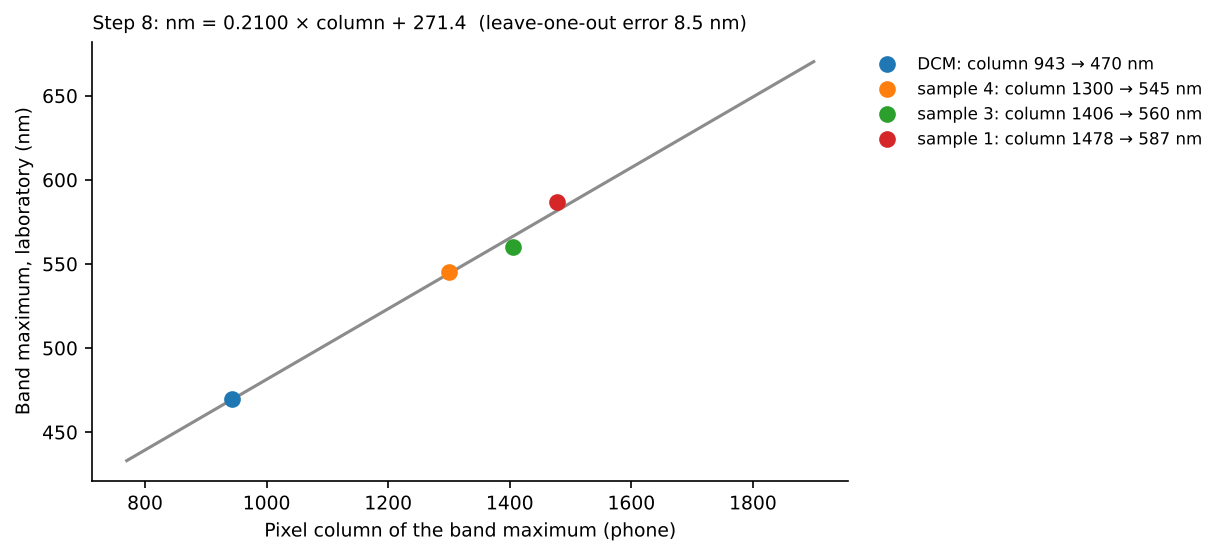 Step 8: nm = 0.2100 × column + 271.4 (leave-one-out error 8.5 nm)
DCM: column 943 → 470 nm
sample 4: column 1300 → 545 nm
sample 3: column 1406 → 560 nm
sample 1: column 1478 → 587 nm
Band maximum, laboratory (nm)
650
600
550
500
450
800 1000 1200 1400 1600 1800
Pixel column of the band maximum (phone)